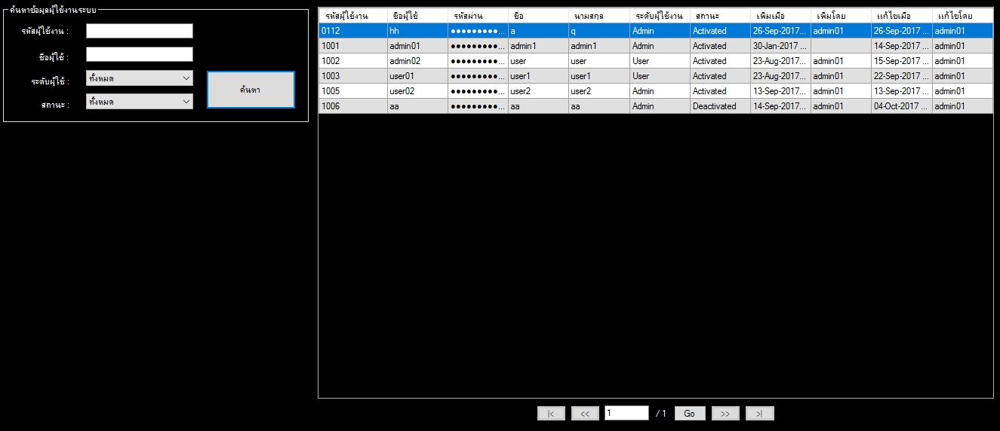 ค้นหาข้อมูลผู้ใช้งานระบบ
รหัสผู้ใช้งาน :
ชื่อผู้ใช้ :
ระดับผู้ใช้ : ทั้งหมด
สถานะ : ทั้งหมด
ค้นหา
รหัสผู้ใช้งาน ชื่อผู้ใช้ รหัสผ่าน ชื่อ นามสกุล ระดับผู้ใช้งาน สถานะ เพิ่มเมื่อ เพิ่มโดย แก้ไขเมื่อ แก้ไขโดย
0112 hh ●●●●●●●●●... a q Admin Activated 26-Sep-2017... admin01 26-Sep-2017 ... admin01
1001 admin01 ●●●●●●●●●... admin1 admin1 Admin Activated 30-Jan-2017 ... 14-Sep-2017 ... admin01
1002 admin02 ●●●●●●●●●... user user User Activated 23-Aug-2017... admin01 15-Sep-2017 ... admin01
1003 user01 ●●●●●●●●●... user1 user1 User Activated 23-Aug-2017... admin01 22-Sep-2017 ... admin01
1005 user02 ●●●●●●●●●... user2 user2 Admin Activated 13-Sep-2017... admin01 13-Sep-2017 ... admin01
1006 aa ●●●●●●●●●... aa aa Admin Deactivated 14-Sep-2017... admin01 04-Oct-2017 ... admin01
|< << 1 / 1 Go >> >|